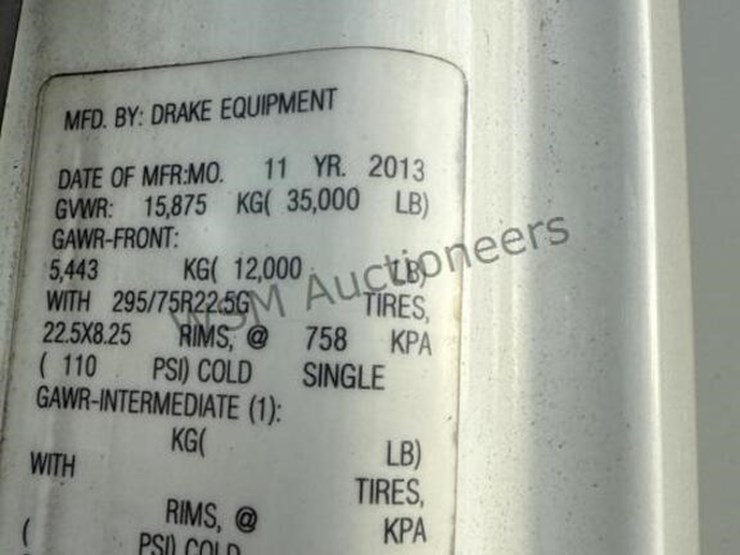 MFD. BY: DRAKE EQUIPMENT
DATE OF MFR:MO. 11 YR. 2013
GVWR: 15,875 KG( 35,000 LB)
GAWR-FRONT:
5,443 KG( 12,000 LB)
WITH 295/75R22.5G TIRES,
22.5X8.25 RIMS, @ 758 KPA
( 110 PSI) COLD SINGLE
GAWR-INTERMEDIATE (1):
KG( LB)
WITH TIRES,
RIMS, @ KPA
( PSI) COLD
WSM Auctioneers